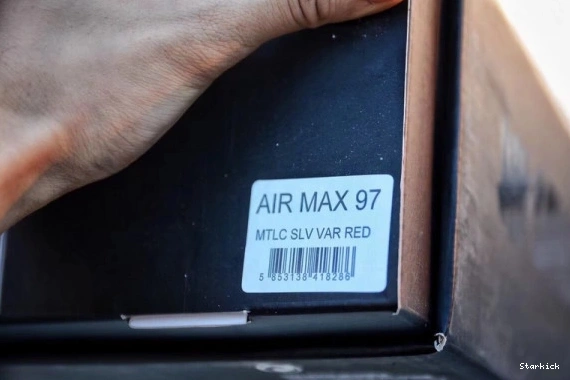 AIR MAX 97
MTLC SLV VAR RED
5 853138 418286
Starkick